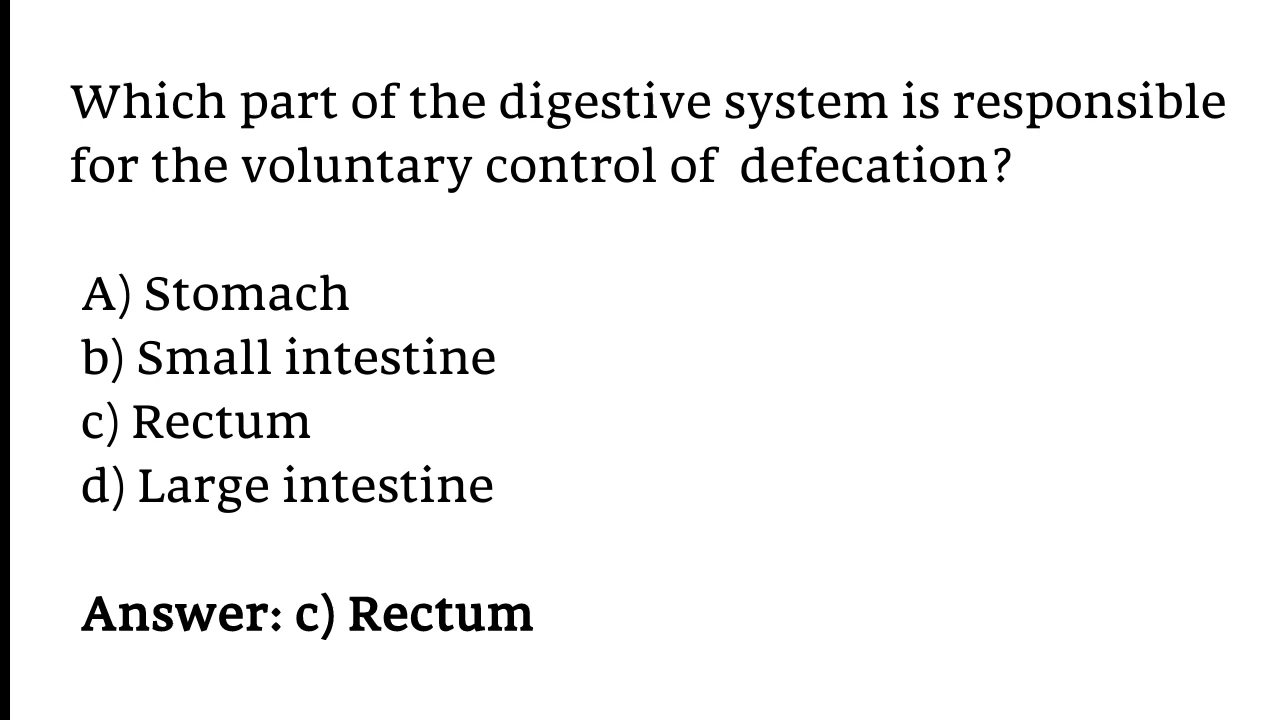 Which part of the digestive system is responsible
for the voluntary control of  defecation?
A) Stomach
b) Small intestine
c) Rectum
d) Large intestine
Answer: c) Rectum